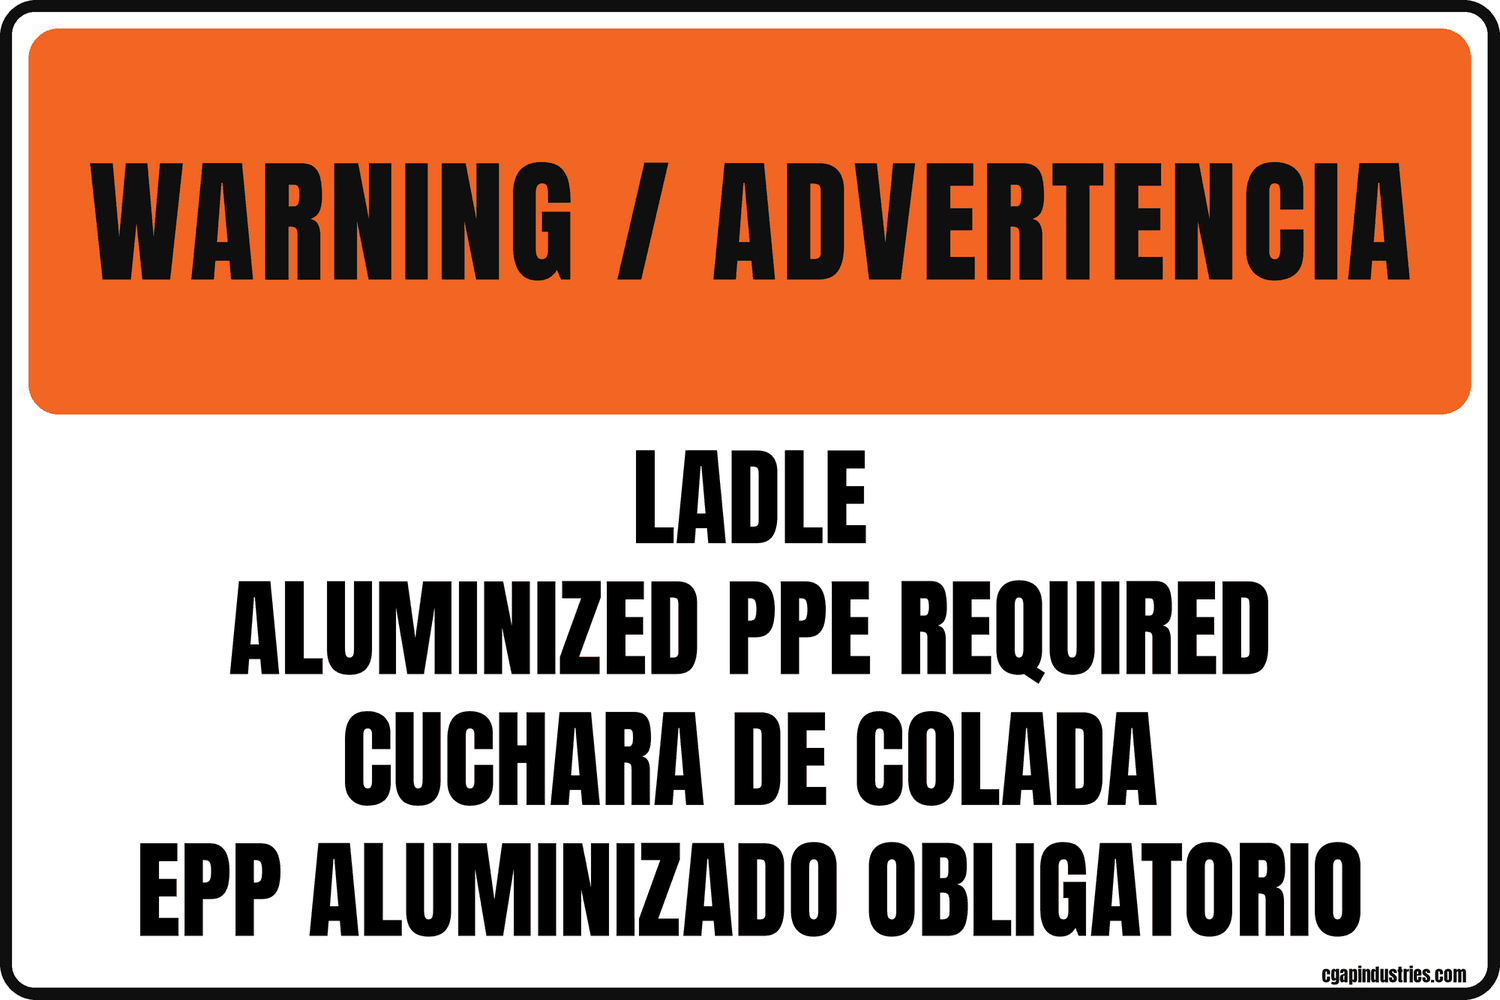 WARNING / ADVERTENCIA
LADLE
ALUMINIZED PPE REQUIRED
CUCHARA DE COLADA
EPP ALUMINIZADO OBLIGATORIO
cgapindustries.com